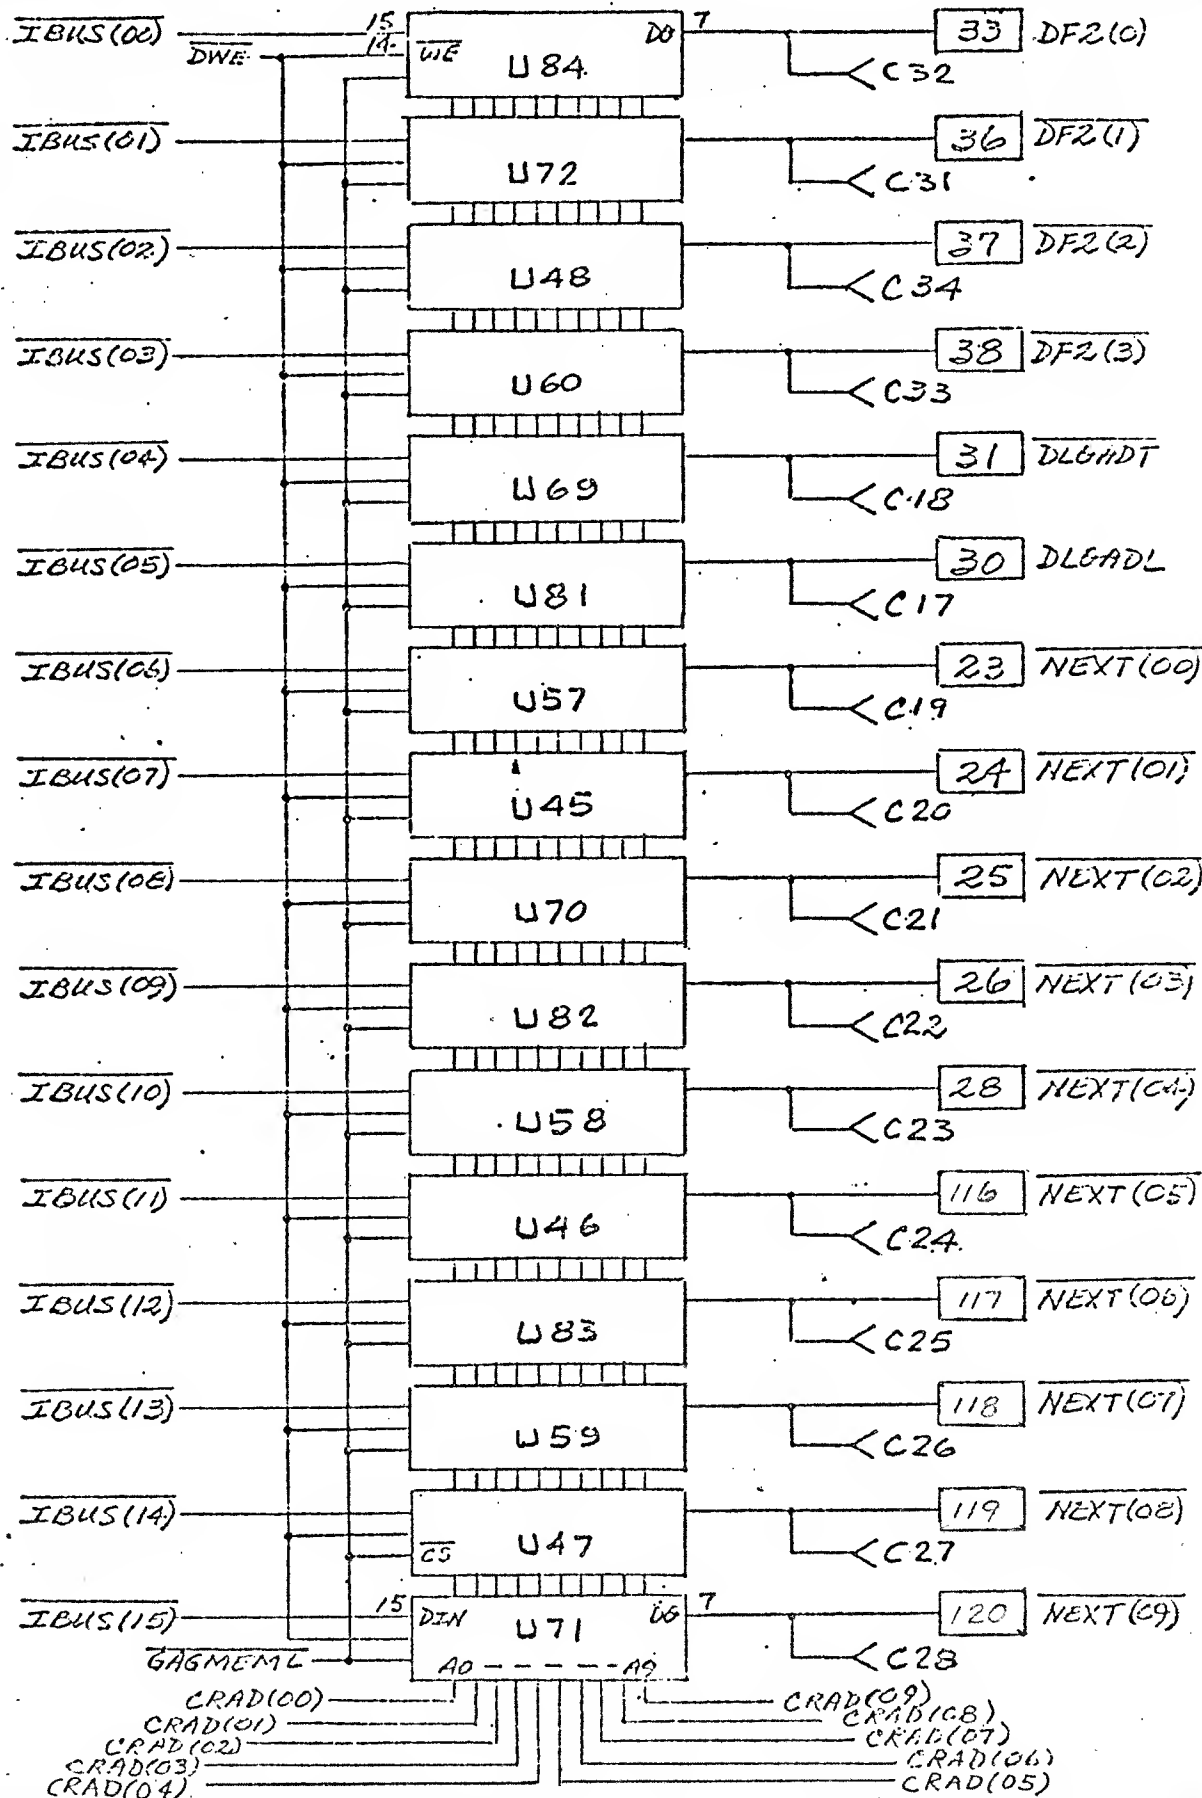 IBUS(00) 15 7 33 DF2(0)
DWE 14 WE DO
U84 C32
IBUS(01) 36 DF2(1)
U72 C31
IBUS(02) 37 DF2(2)
U48 C34
IBUS(03) 38 DF2(3)
U60 C33
IBUS(04) 31 DLGADT
U69 C18
IBUS(05) 30 DLGADL
U81 C17
IBUS(06) 23 NEXT(00)
U57 C19
IBUS(07) 24 NEXT(01)
U45 C20
IBUS(08) 25 NEXT(02)
U70 C21
IBUS(09) 26 NEXT(03)
U82 C22
IBUS(10) 28 NEXT(04)
U58 C23
IBUS(11) 116 NEXT(05)
U46 C24
IBUS(12) 117 NEXT(06)
U83 C25
IBUS(13) 118 NEXT(07)
U59 C26
IBUS(14) 119 NEXT(08)
CS U47 C27
IBUS(15) 15 DIN U71 7 120 NEXT(09)
GAGMEML C28
A0 A9
CRAD(00) CRAD(09)
CRAD(01) CRAD(08)
CRAD(02) CRAD(07)
CRAD(03) CRAD(06)
CRAD(04) CRAD(05)